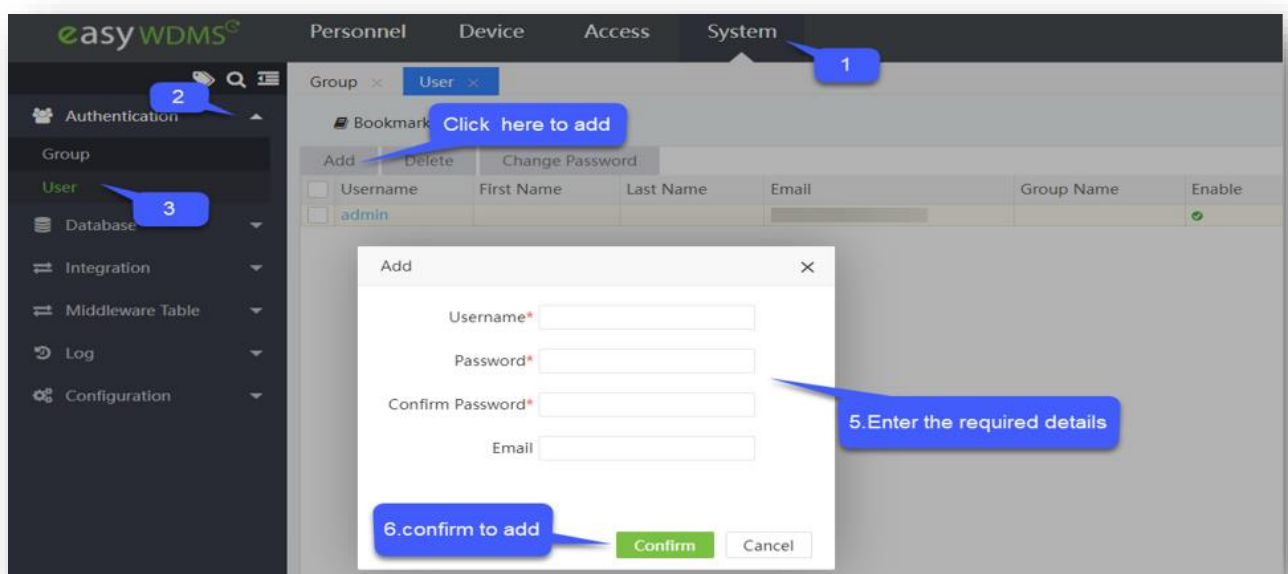 easy WDMS
Personnel Device Access System
1
Group × User ×
2
Authentication
Bookmark
Click here to add
Group
Add Delete Change Password
User
Username First Name Last Name Email Group Name Enable
3
admin
Database
Add ×
Integration
Username*
Middleware Table
Password*
Log
Confirm Password*
Configuration
5.Enter the required details
Email
6.confirm to add
Confirm Cancel